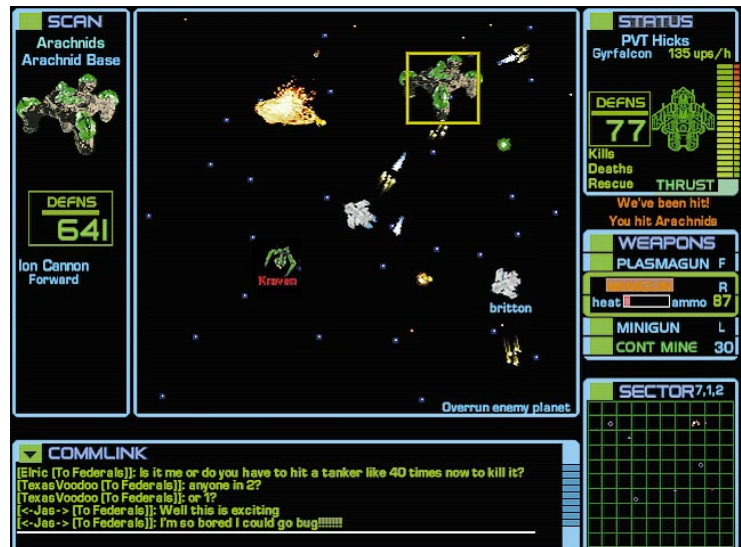 SCAN
Arachnids
Arachnid Base
DEFNS
641
Ion Cannon
Forward
Kraven
britton
Overrun enemy planet
STATUS
PVT Hicks
Gyrfalcon 135 ups/h
DEFNS
77
Kills
Deaths
Rescue THRUST
We've been hit!
You hit Arachnids
WEAPONS
PLASMAGUN F
R
heat ammo 87
MINIGUN L
CONT MINE 30
SECTOR 7,1,2
COMMLINK
[Elric [To Federals]]: Is it me or do you have to hit a tanker like 40 times now to kill it?
[TexasVoodoo [To Federals]]: anyone in 2?
[TexasVoodoo [To Federals]]: or 1?
[<-Jas-> [To Federals]]: Well this is exciting
[<-Jas-> [To Federals]]: I'm so bored I could go bug!!!!!!!